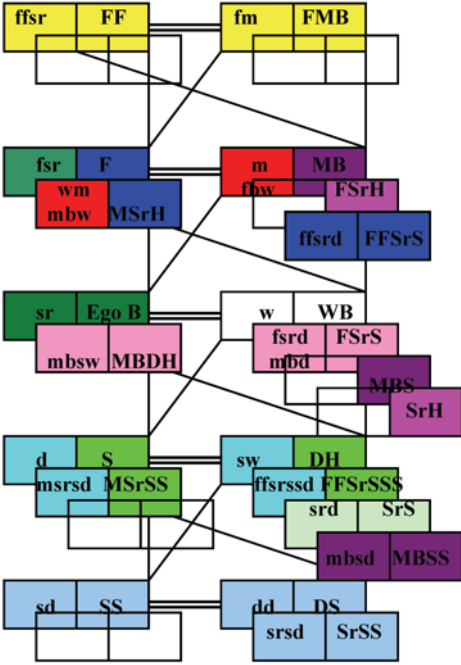 ffsr FF fm FMB
fsr F m MB
wm fbw FSrH
mbw MSrH
ffsrd FFSrS
sr Ego B w WB
fsrd FSrS
mbsw MBDH mbd
MBS
SrH
d S sw DH
msrsd MSrSS ffsrssd FFSrSSS
srd SrS
mbsd MBSS
sd SS dd DS
srsd SrSS